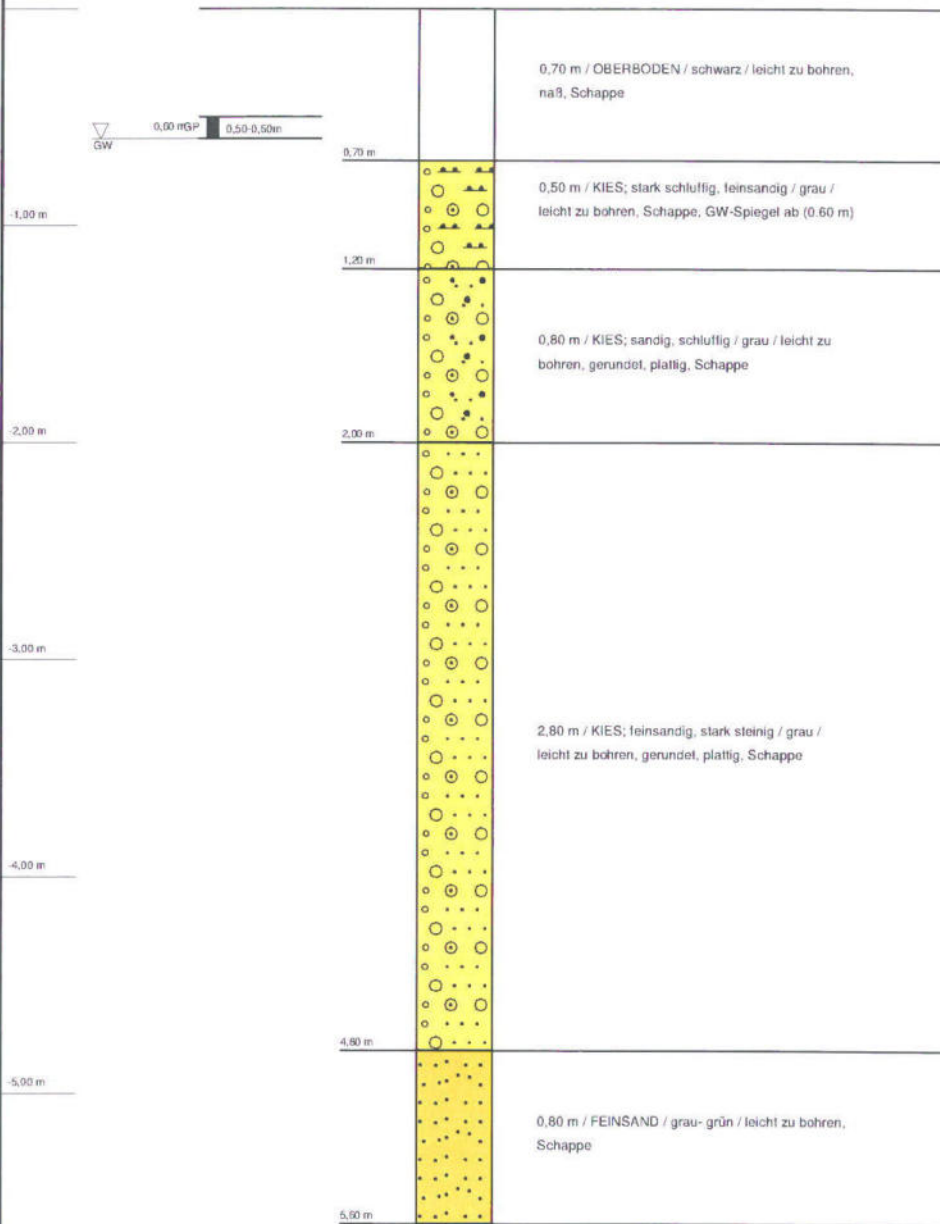 0,70 m / OBERBODEN / schwarz / leicht zu bohren,
naß, Schappe
0,60 m GP 0,50-0,50m
GW
0,70 m
0,50 m / KIES; stark schluffig, feinsandig / grau /
leicht zu bohren, Schappe, GW-Spiegel ab (0.60 m)
-1,00 m
1,20 m
0,80 m / KIES; sandig, schluffig / grau / leicht zu
bohren, gerundet, plattig, Schappe
-2,00 m
2,00 m
-3,00 m
2,80 m / KIES; feinsandig, stark steinig / grau /
leicht zu bohren, gerundet, plattig, Schappe
-4,00 m
4,80 m
-5,00 m
0,80 m / FEINSAND / grau- grün / leicht zu bohren,
Schappe
5,60 m